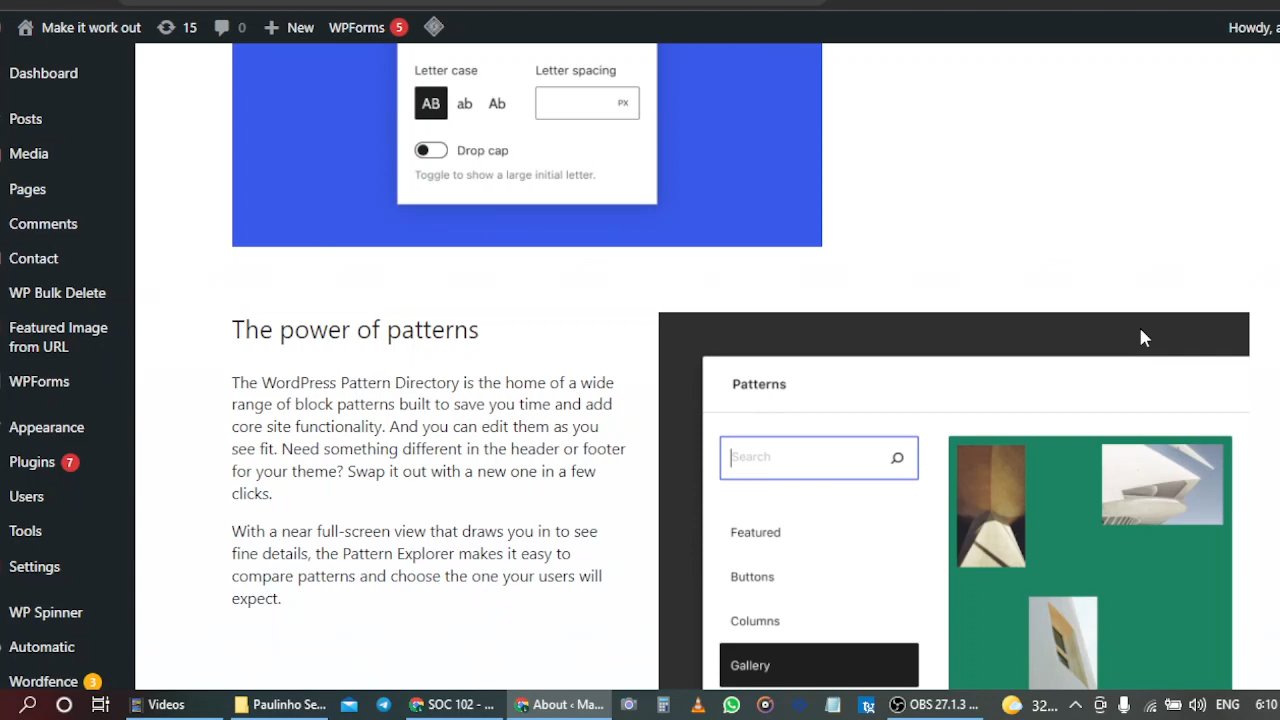 Make it work out 15 0 New WPForms 5 Howdy, a
Dashboard
Posts
Media
Pages
Comments
Contact
WP Bulk Delete
Featured Image
from URL
WPForms
Appearance
Plugins 7
Users
Tools
Settings
WP Spinner
Automatic
Wordfence 3
Letter case Letter spacing
AB ab Ab PX
Drop cap
Toggle to show a large initial letter.
The power of patterns
The WordPress Pattern Directory is the home of a wide
range of block patterns built to save you time and add
core site functionality. And you can edit them as you
see fit. Need something different in the header or footer
for your theme? Swap it out with a new one in a few
clicks.
With a near full-screen view that draws you in to see
fine details, the Pattern Explorer makes it easy to
compare patterns and choose the one your users will
expect.
Patterns
Search
Featured
Buttons
Columns
Gallery
Videos Paulinho Se... SOC 102 - ... About ‹ Ma... OBS 27.1.3 ... 32... ENG 6:10